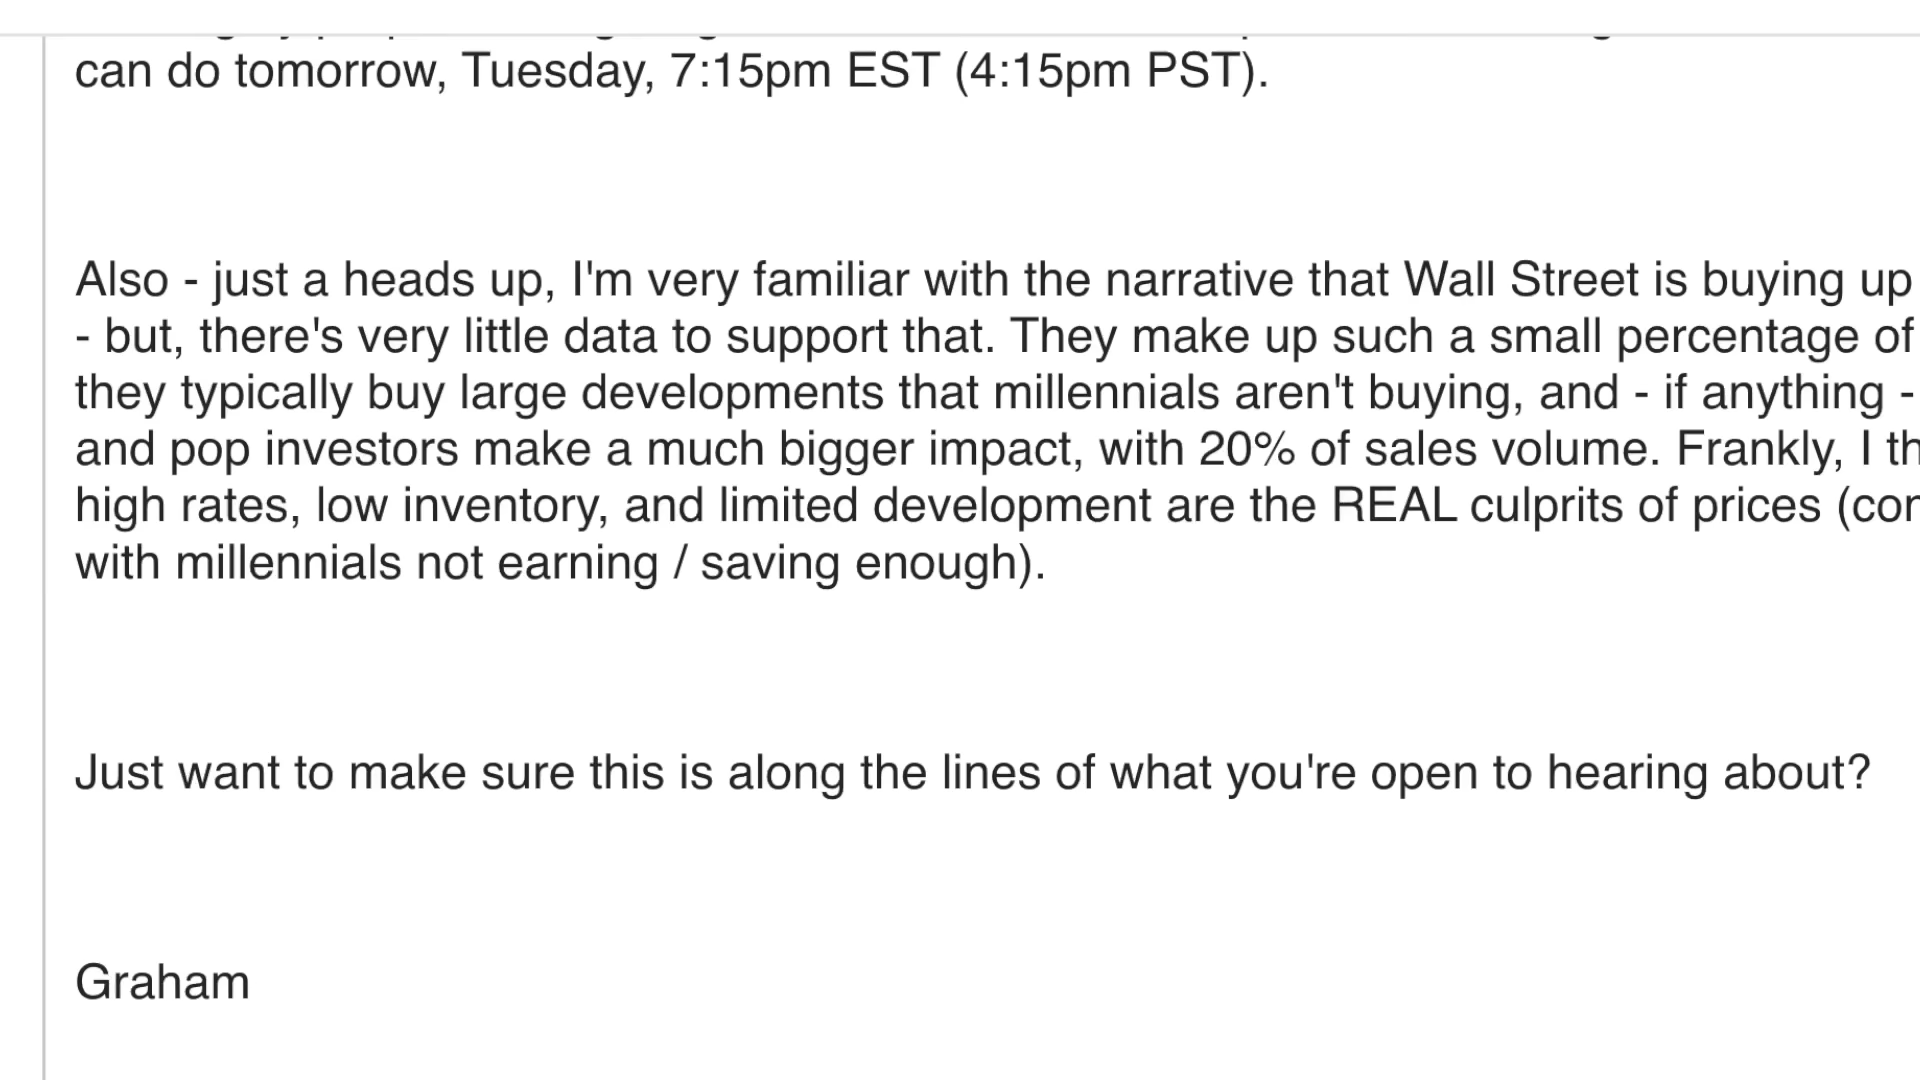 can do tomorrow, Tuesday, 7:15pm EST (4:15pm PST).
Also - just a heads up, I'm very familiar with the narrative that Wall Street is buying up
- but, there's very little data to support that. They make up such a small percentage of
they typically buy large developments that millennials aren't buying, and - if anything -
and pop investors make a much bigger impact, with 20% of sales volume. Frankly, I
high rates, low inventory, and limited development are the REAL culprits of prices
with millennials not earning / saving enough).
Just want to make sure this is along the lines of what you're open to hearing about?
Graham